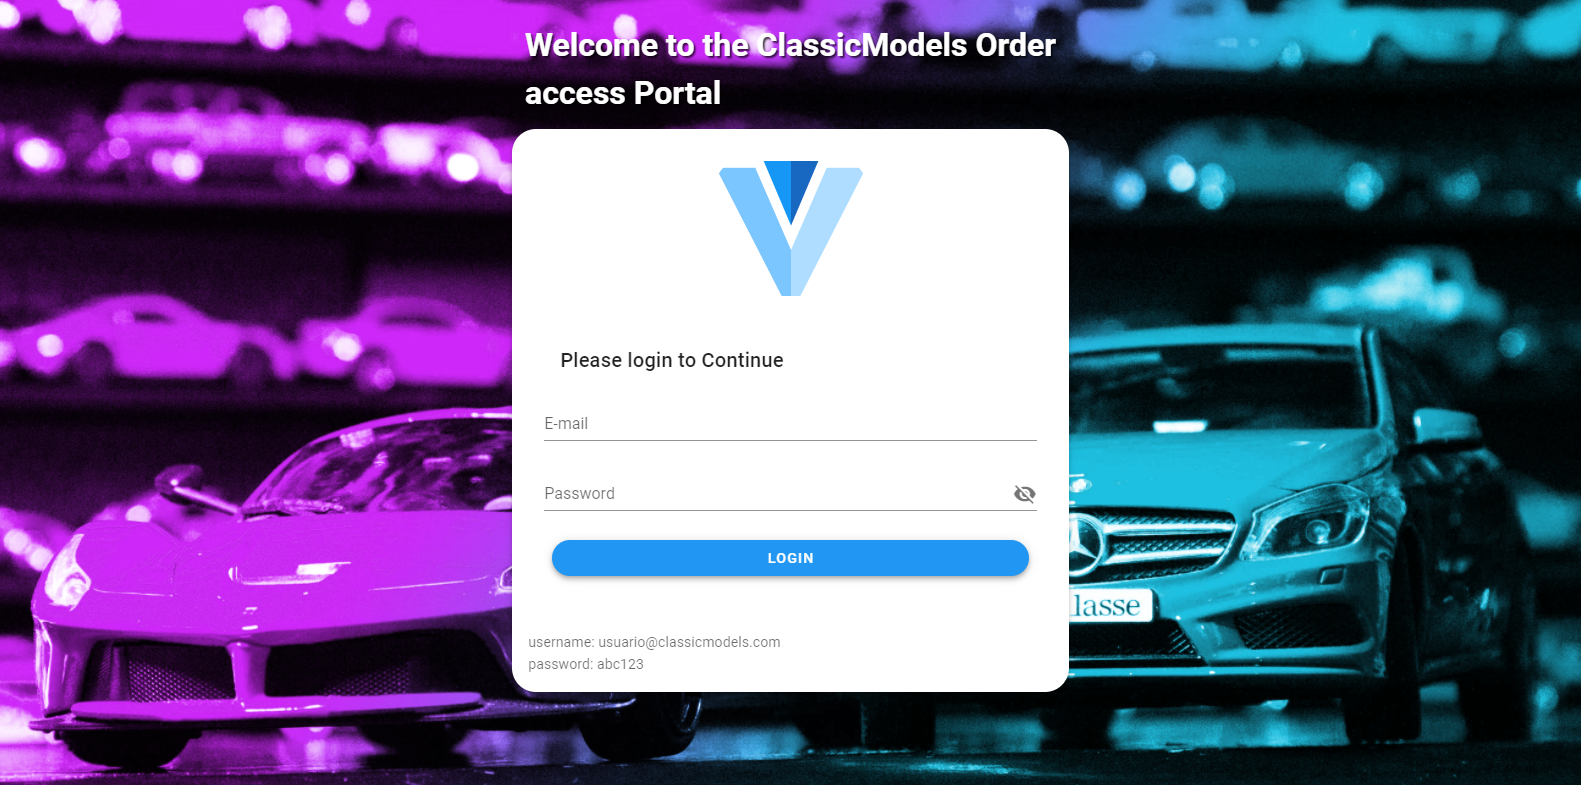 Welcome to the ClassicModels Order
access Portal
Please login to Continue
E-mail
Password
LOGIN
lasse
username: usuario@classicmodels.com
password: abc123